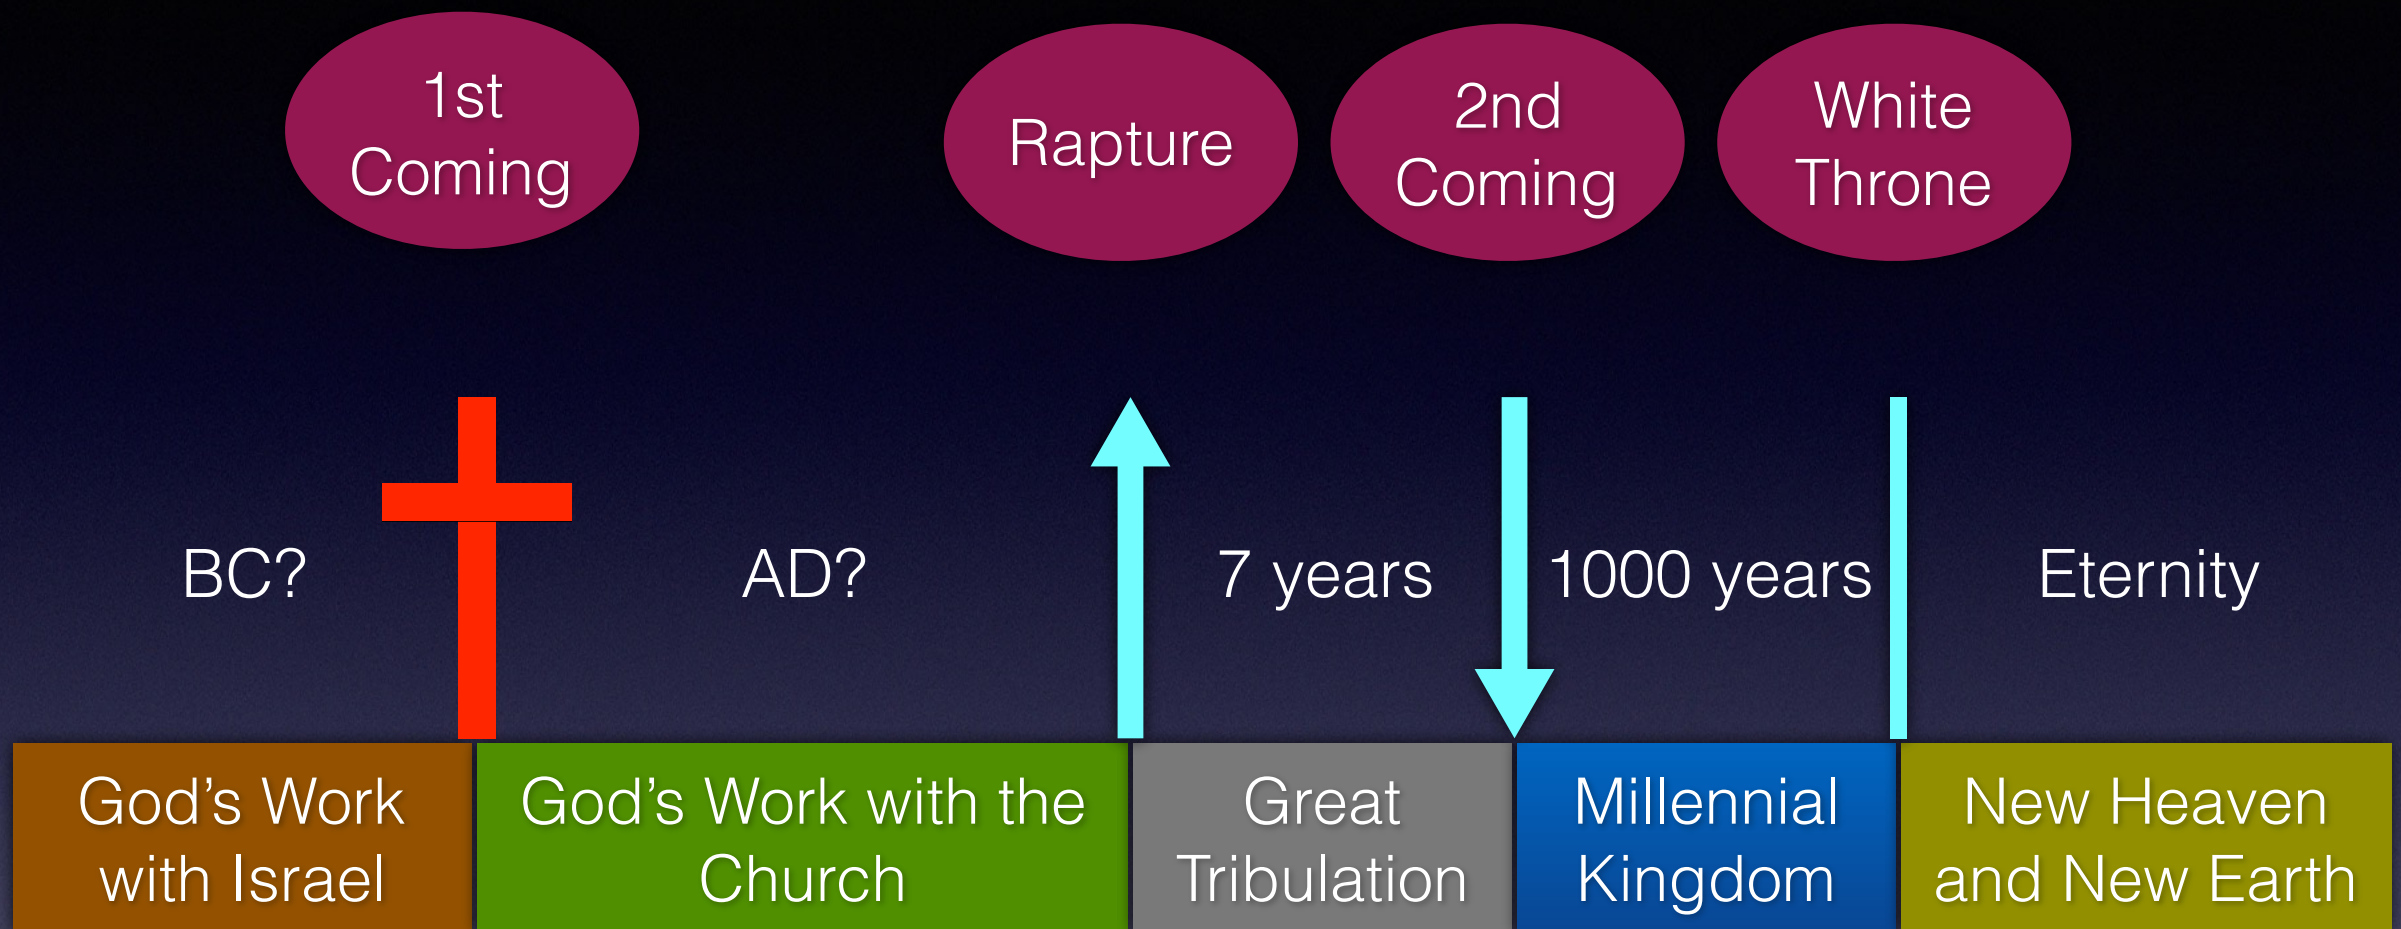 1st
Coming
Rapture
2nd
Coming
White
Throne
BC?
AD?
7 years
1000 years
Eternity
God’s Work
with Israel
God’s Work with the
Church
Great
Tribulation
Millennial
Kingdom
New Heaven
and New Earth